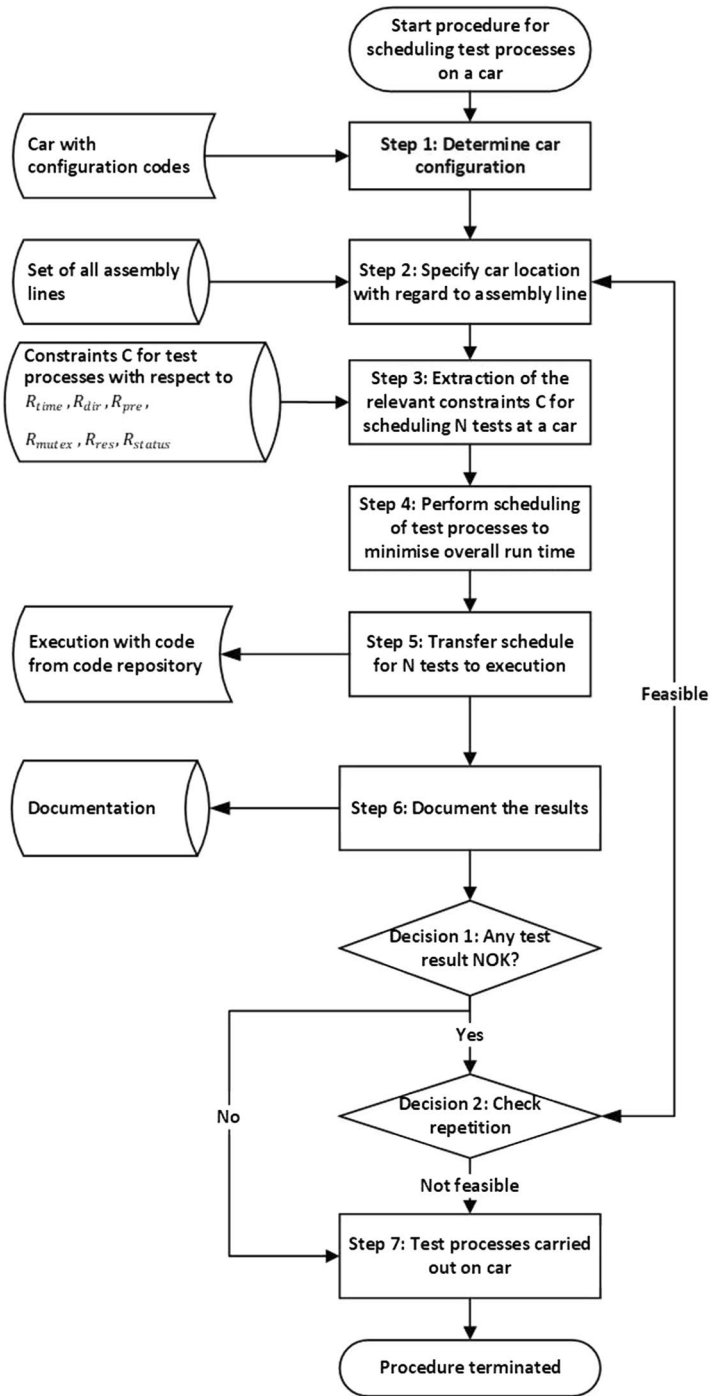 Start procedure for
scheduling test processes
on a car
Car with
configuration codes
Step 1: Determine car
configuration
Set of all assembly
lines
Step 2: Specify car location
with regard to assembly line
Constraints C for test
processes with respect to
R_time , R_dir , R_pre ,
R_mutex , R_res , R_status
Step 3: Extraction of the
relevant constraints C for
scheduling N tests at a car
Step 4: Perform scheduling
of test processes to
minimise overall run time
Execution with code
from code repository
Step 5: Transfer schedule
for N tests to execution
Feasible
Documentation
Step 6: Document the results
Decision 1: Any test
result NOK?
Yes
No
Decision 2: Check
repetition
Not feasible
Step 7: Test processes carried
out on car
Procedure terminated